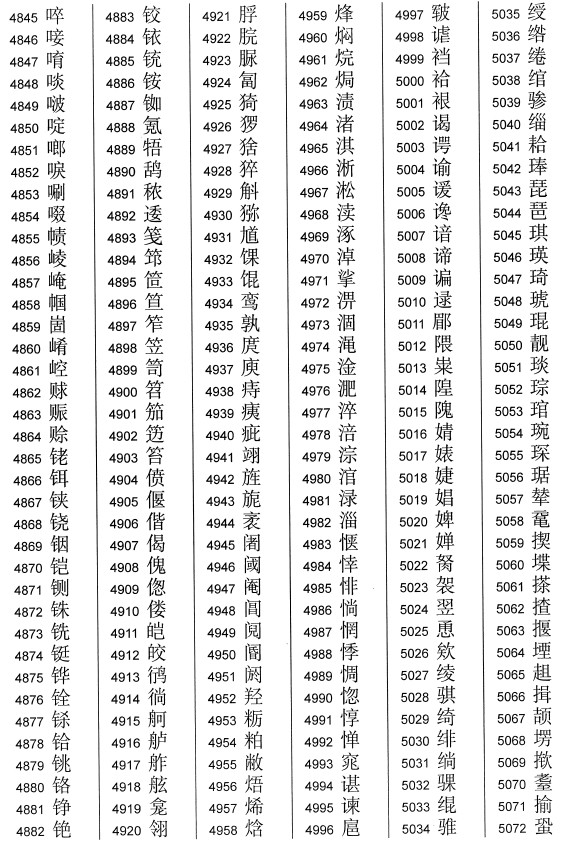 4845 啐
4846 唼
4847 唷
4848 啖
4849 啵
4850 啶
4851 啷
4852 唳
4853 唰
4854 啜
4855 帻
4856 崚
4857 崦
4858 帼
4859 崮
4860 崤
4861 崆
4862 赇
4863 赈
4864 赊
4865 铑
4866 铒
4867 铗
4868 铙
4869 铟
4870 铠
4871 铡
4872 铢
4873 铣
4874 铤
4875 铧
4876 铨
4877 铩
4878 铪
4879 铫
4880 铬
4881 铮
4882 铯
4883 铰
4884 铱
4885 铳
4886 铵
4887 铷
4888 氪
4889 牾
4890 鸹
4891 秾
4892 逶
4893 笺
4894 筇
4895 笸
4896 笪
4897 笮
4898 笠
4899 笥
4900 笤
4901 笳
4902 笾
4903 笞
4904 偾
4905 偃
4906 偕
4907 偈
4908 傀
4909 偬
4910 偻
4911 皑
4912 皎
4913 鸻
4914 徜
4915 舸
4916 舻
4917 舴
4918 舷
4919 龛
4920 翎
4921 脬
4922 脘
4923 脲
4924 匐
4925 猗
4926 猡
4927 猞
4928 猝
4929 斛
4930 猕
4931 馗
4932 馃
4933 馄
4934 鸾
4935 孰
4936 庹
4937 庾
4938 痔
4939 痍
4940 疵
4941 翊
4942 旌
4943 旎
4944 袤
4945 阇
4946 阈
4947 阉
4948 阊
4949 阋
4950 阍
4951 阏
4952 羟
4953 粝
4954 粕
4955 敝
4956 焐
4957 烯
4958 焓
4959 烽
4960 焖
4961 烷
4962 焗
4963 渍
4964 渚
4965 淇
4966 淅
4967 淞
4968 渎
4969 涿
4970 淖
4971 挲
4972 淠
4973 涸
4974 渑
4975 淦
4976 淝
4977 淬
4978 涪
4979 淙
4980 涫
4981 渌
4982 淄
4983 惬
4984 悻
4985 悱
4986 惝
4987 惘
4988 悸
4989 惆
4990 惚
4991 惇
4992 惮
4993 窕
4994 谌
4995 谏
4996 扈
4997 皲
4998 谑
4999 裆
5000 袷
5001 裉
5002 谒
5003 谔
5004 谕
5005 谖
5006 谗
5007 谙
5008 谛
5009 谝
5010 逯
5011 郿
5012 隈
5013 粜
5014 隍
5015 隗
5016 婧
5017 婊
5018 婕
5019 娼
5020 婢
5021 婵
5022 胬
5023 袈
5024 翌
5025 恿
5026 欸
5027 绫
5028 骐
5029 绮
5030 绯
5031 绱
5032 骒
5033 绲
5034 骓
5035 绶
5036 绺
5037 绻
5038 绾
5039 骖
5040 缁
5041 耠
5042 琫
5043 琵
5044 琶
5045 琪
5046 瑛
5047 琦
5048 琥
5049 琨
5050 靓
5051 琰
5052 琮
5053 琯
5054 琬
5055 琛
5056 琚
5057 辇
5058 鼋
5059 揳
5060 堞
5061 搽
5062 揸
5063 揠
5064 堙
5065 趄
5066 揖
5067 颉
5068 塄
5069 揿
5070 耋
5071 揄
5072 蛩